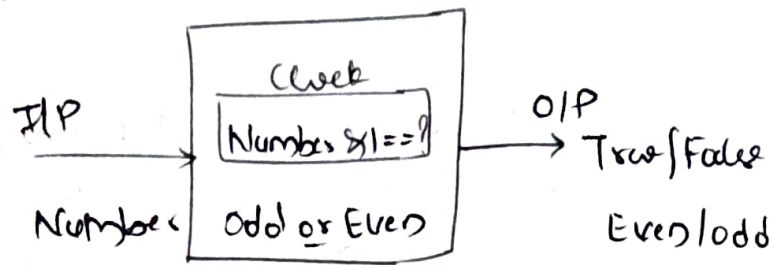 Check
I/P
Number &1==?
O/P
True/False
Number
Odd or Even
Even/odd